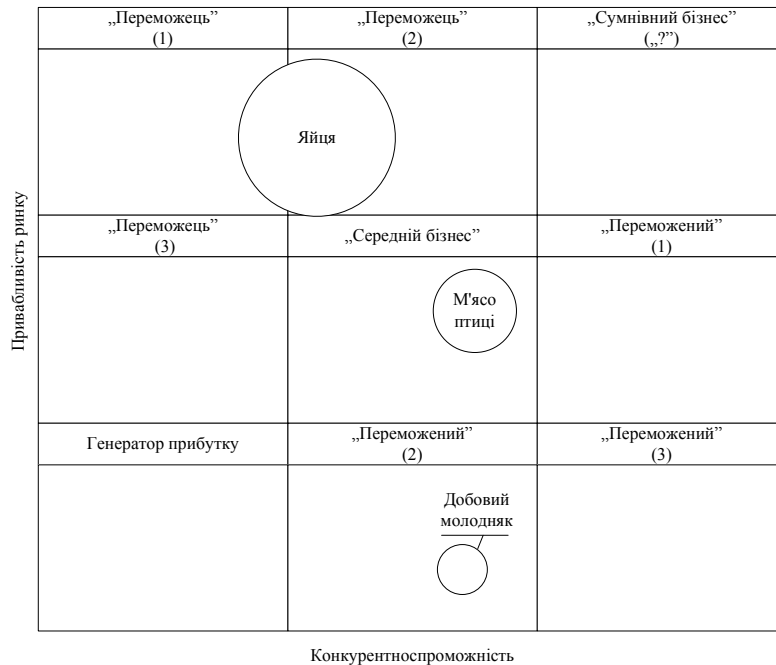 „Переможець”
(1)
„Переможець”
(2)
„Сумнівний бізнес”
(„?”)
Яйця
Привабливість ринку
„Переможець”
(3)
„Середній бізнес”
„Переможений”
(1)
М'ясо
птиці
Генератор прибутку
„Переможений”
(2)
„Переможений”
(3)
Добовий
молодняк
Конкурентноспроможність